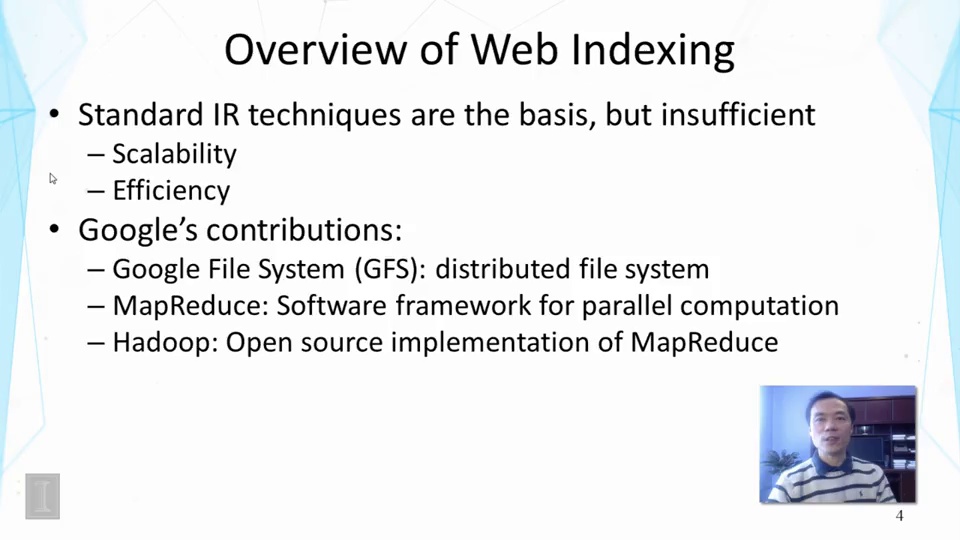 Overview of Web Indexing
• Standard IR techniques are the basis, but insufficient
– Scalability
– Efficiency
• Google's contributions:
– Google File System (GFS): distributed file system
– MapReduce: Software framework for parallel computation
– Hadoop: Open source implementation of MapReduce
I
4